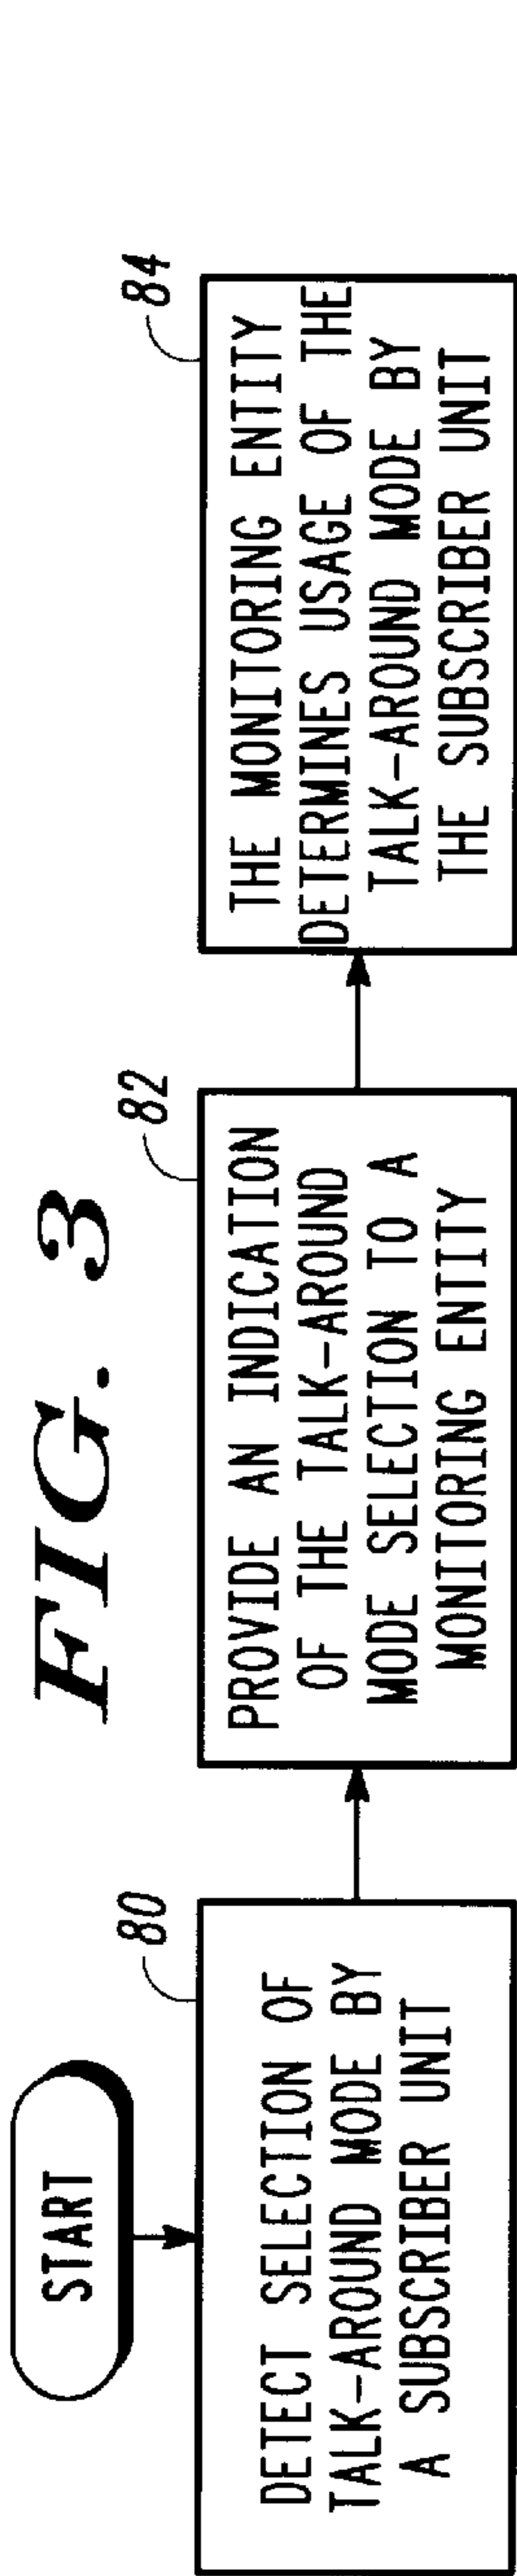 FIG. 3
START
80
DETECT SELECTION OF
TALK-AROUND MODE BY
A SUBSCRIBER UNIT
82
PROVIDE AN INDICATION
OF THE TALK-AROUND
MODE SELECTION TO A
MONITORING ENTITY
84
THE MONITORING ENTITY
DETERMINES USAGE OF THE
TALK-AROUND MODE BY
THE SUBSCRIBER UNIT